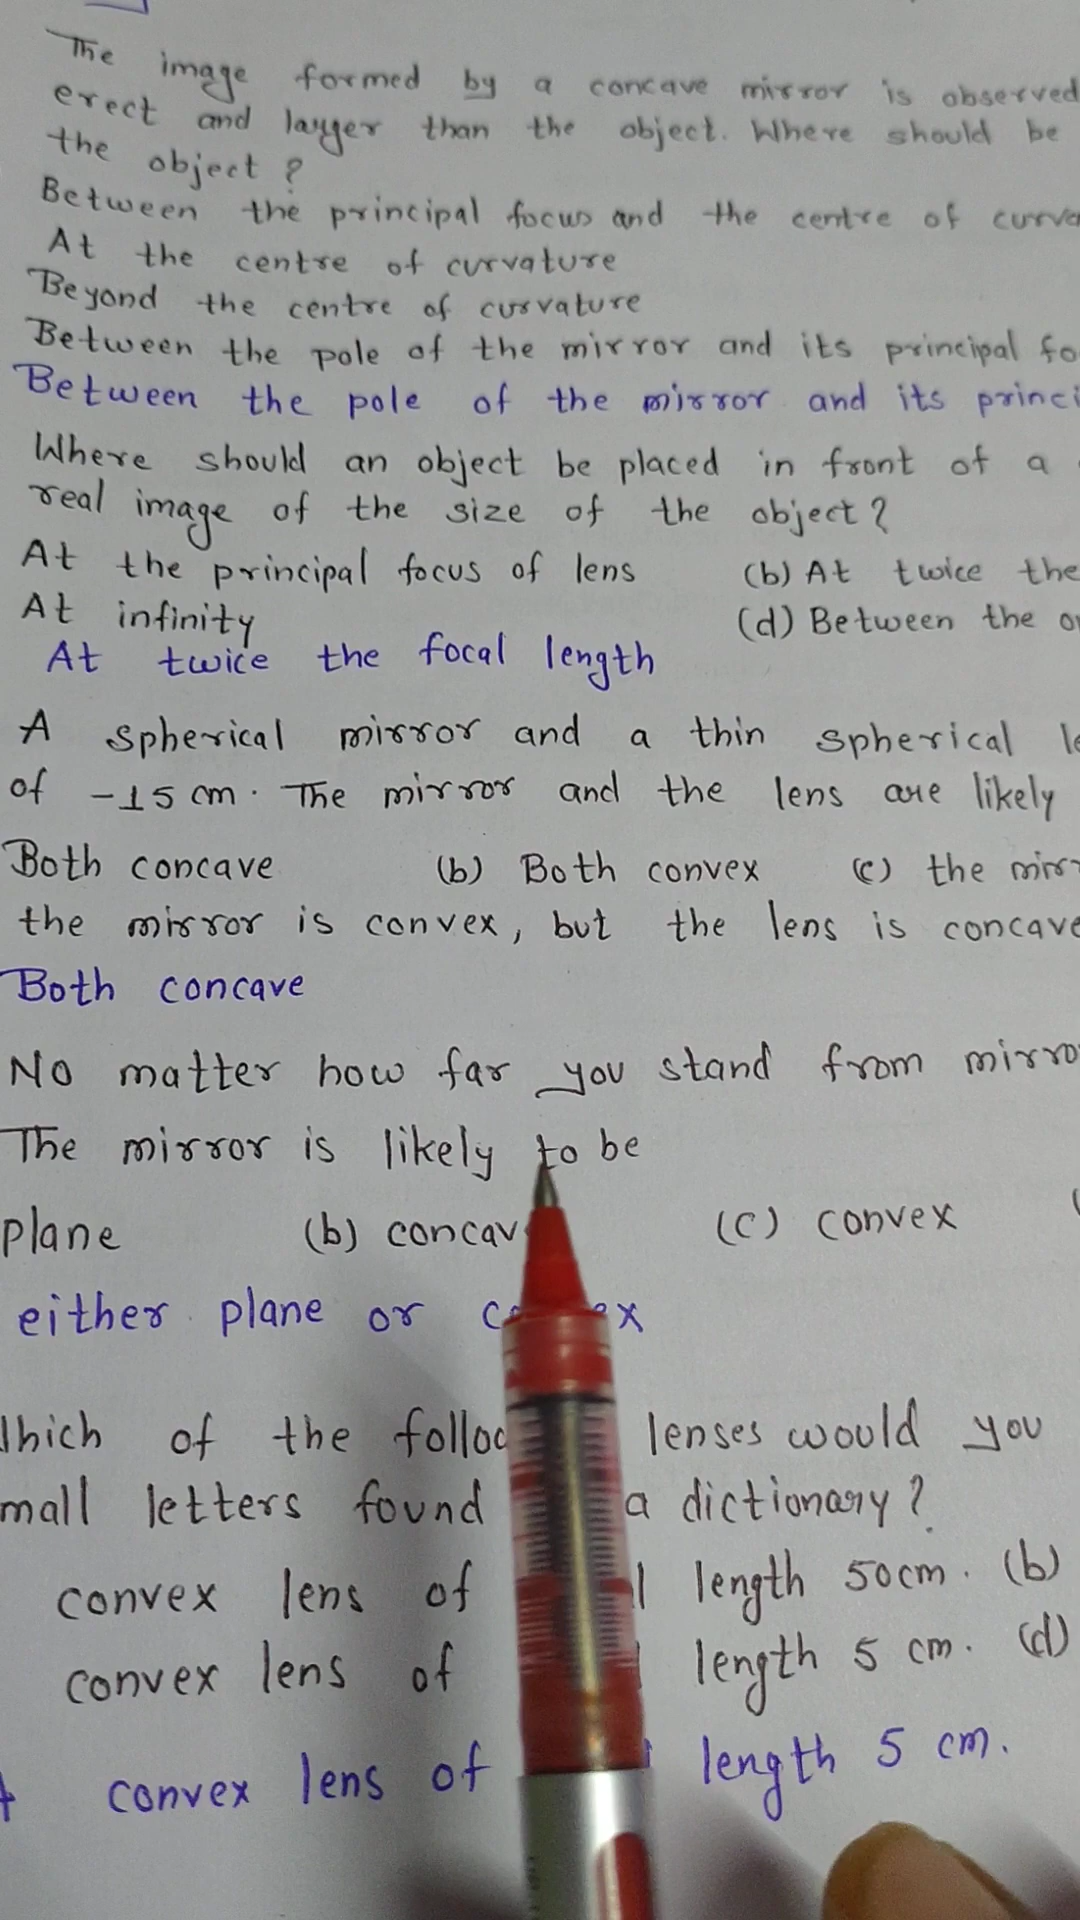 The image formed by a concave mirror is observed
erect and larger than the object. Where should be
the object ?
Between the principal focus and the centre of curva
At the centre of curvature
Beyond the centre of curvature
Between the pole of the mirror and its principal fo
Between the pole of the mirror and its princi
Where should an object be placed in front of a
real image of the size of the object ?
At the principal focus of lens (b) At twice the
At infinity (d) Between the
At twice the focal length
A spherical mirror and a thin spherical le
of -15 cm. The mirror and the lens are likely
Both concave (b) Both convex (c) the mirr
the mirror is convex, but the lens is concave
Both concave
No matter how far you stand from mirro
The mirror is likely to be
plane (b) concav (c) convex
either plane or
hich of the follow lenses would you
mall letters found a dictionary ?
convex lens of length 50cm. (b)
convex lens of length 5 cm. (d)
convex lens of length 5 cm.